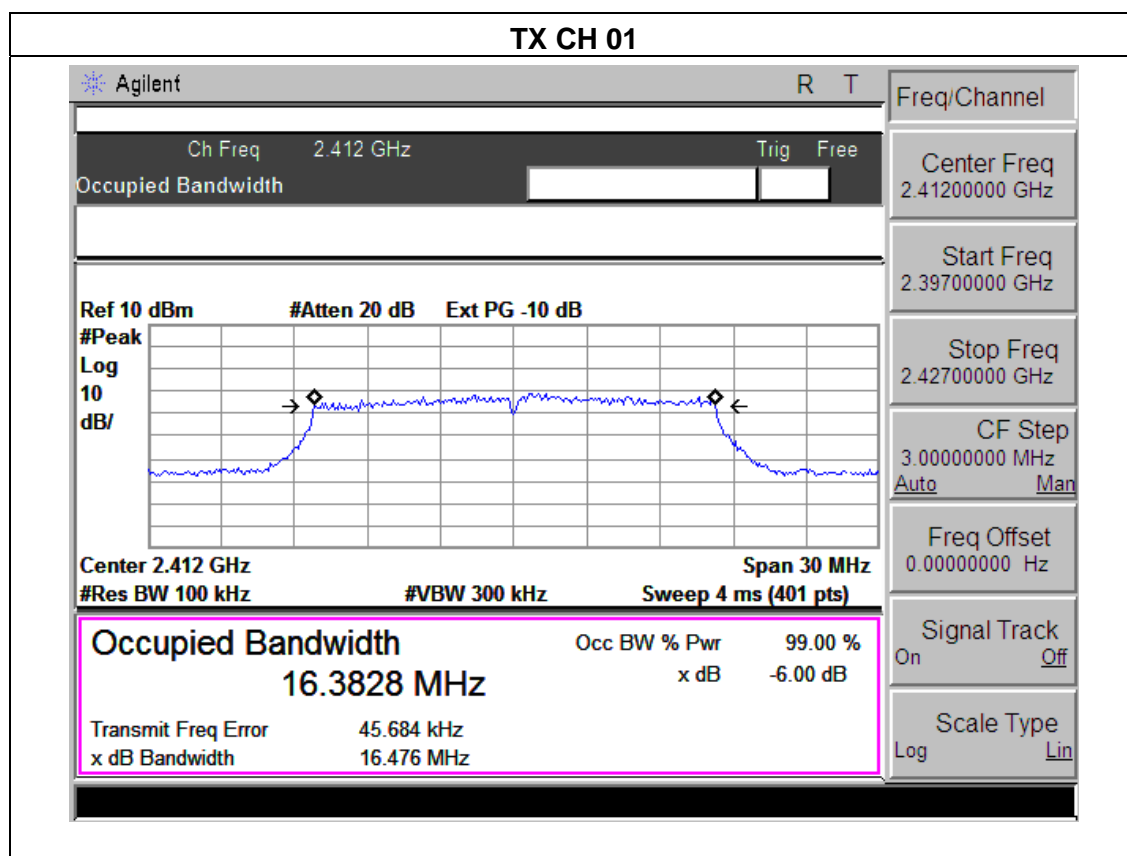 TX CH 01
Agilent R T
Freq/Channel
Ch Freq 2.412 GHz Trig Free
Occupied Bandwidth
Center Freq
2.41200000 GHz
Start Freq
2.39700000 GHz
Stop Freq
2.42700000 GHz
CF Step
3.00000000 MHz
Auto Man
Freq Offset
0.00000000 Hz
Signal Track
On Off
Scale Type
Log Lin
Ref 10 dBm #Atten 20 dB Ext PG -10 dB
#Peak
Log
10
dB/
Center 2.412 GHz Span 30 MHz
#Res BW 100 kHz #VBW 300 kHz Sweep 4 ms (401 pts)
Occupied Bandwidth Occ BW % Pwr 99.00 %
16.3828 MHz x dB -6.00 dB
Transmit Freq Error 45.684 kHz
x dB Bandwidth 16.476 MHz